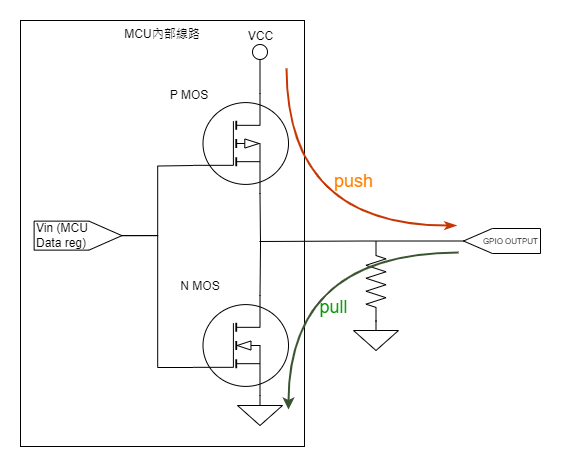 MCU內部線路
VCC
P MOS
push
Vin (MCU
Data reg)
GPIO OUTPUT
N MOS
pull